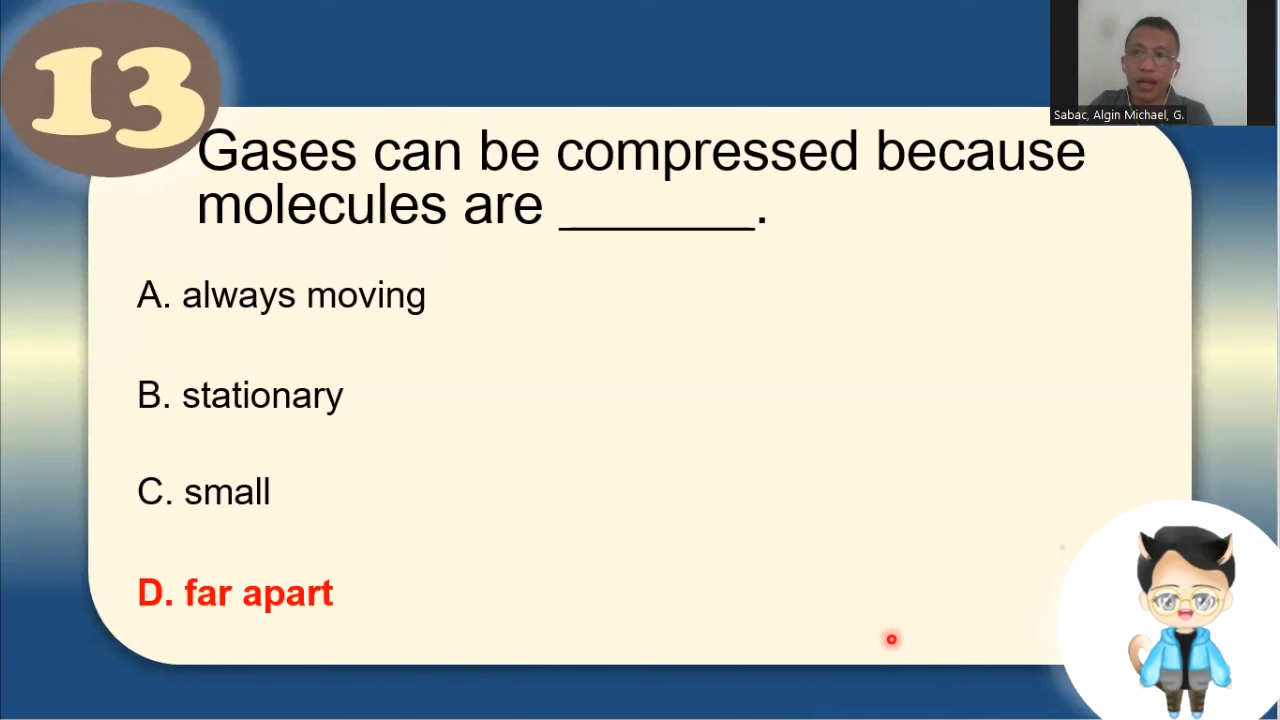 13
Sabac, Algin Michael, G.
Gases can be compressed because
molecules are _______.
A. always moving
B. stationary
C. small
D. far apart